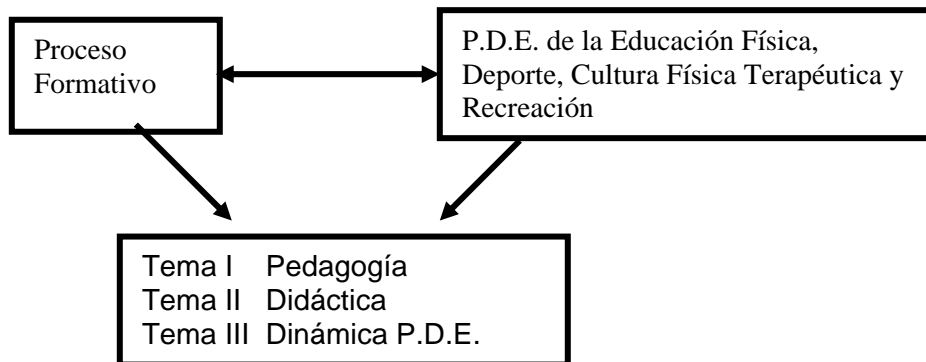 Proceso
Formativo
P.D.E. de la Educación Física,
Deporte, Cultura Física Terapéutica y
Recreación
Tema I Pedagogía
Tema II Didáctica
Tema III Dinámica P.D.E.